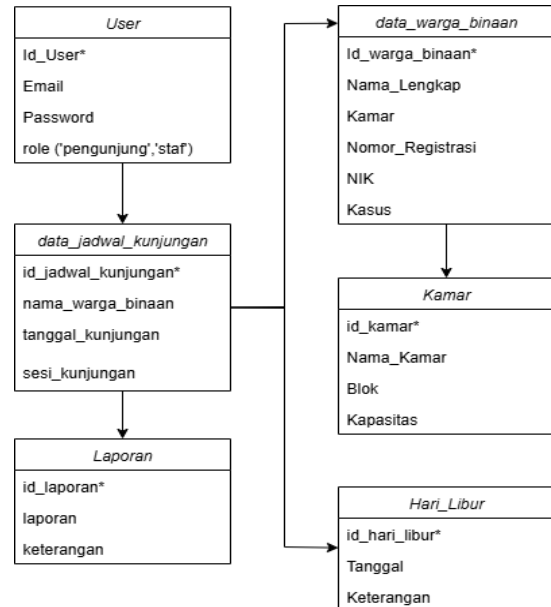 User
Id_User*
Email
Password
role ('pengunjung','staf')
data_jadwal_kunjungan
id_jadwal_kunjungan*
nama_warga_binaan
tanggal_kunjungan
sesi_kunjungan
Laporan
id_laporan*
laporan
keterangan
data_warga_binaan
Id_warga_binaan*
Nama_Lengkap
Kamar
Nomor_Registrasi
NIK
Kasus
Kamar
id_kamar*
Nama_Kamar
Blok
Kapasitas
Hari_Libur
id_hari_libur*
Tanggal
Keterangan